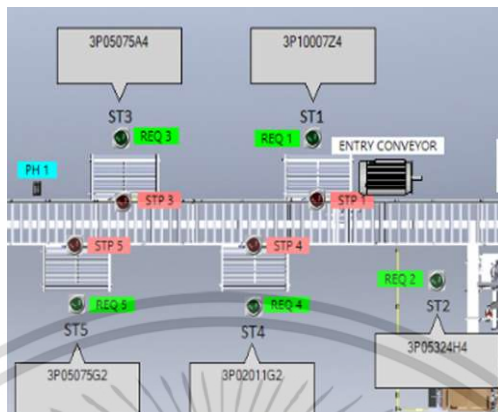 3P05075A4
3P10007Z4
ST3
ST1
REQ 3
REQ 1
ENTRY CONVEYOR
PH 1
STP 3
STP 1
STP 5
STP 4
REQ 2
REQ 5
REQ 4
ST2
ST5
ST4
3P05324H4
3P05075G2
3P02011G2